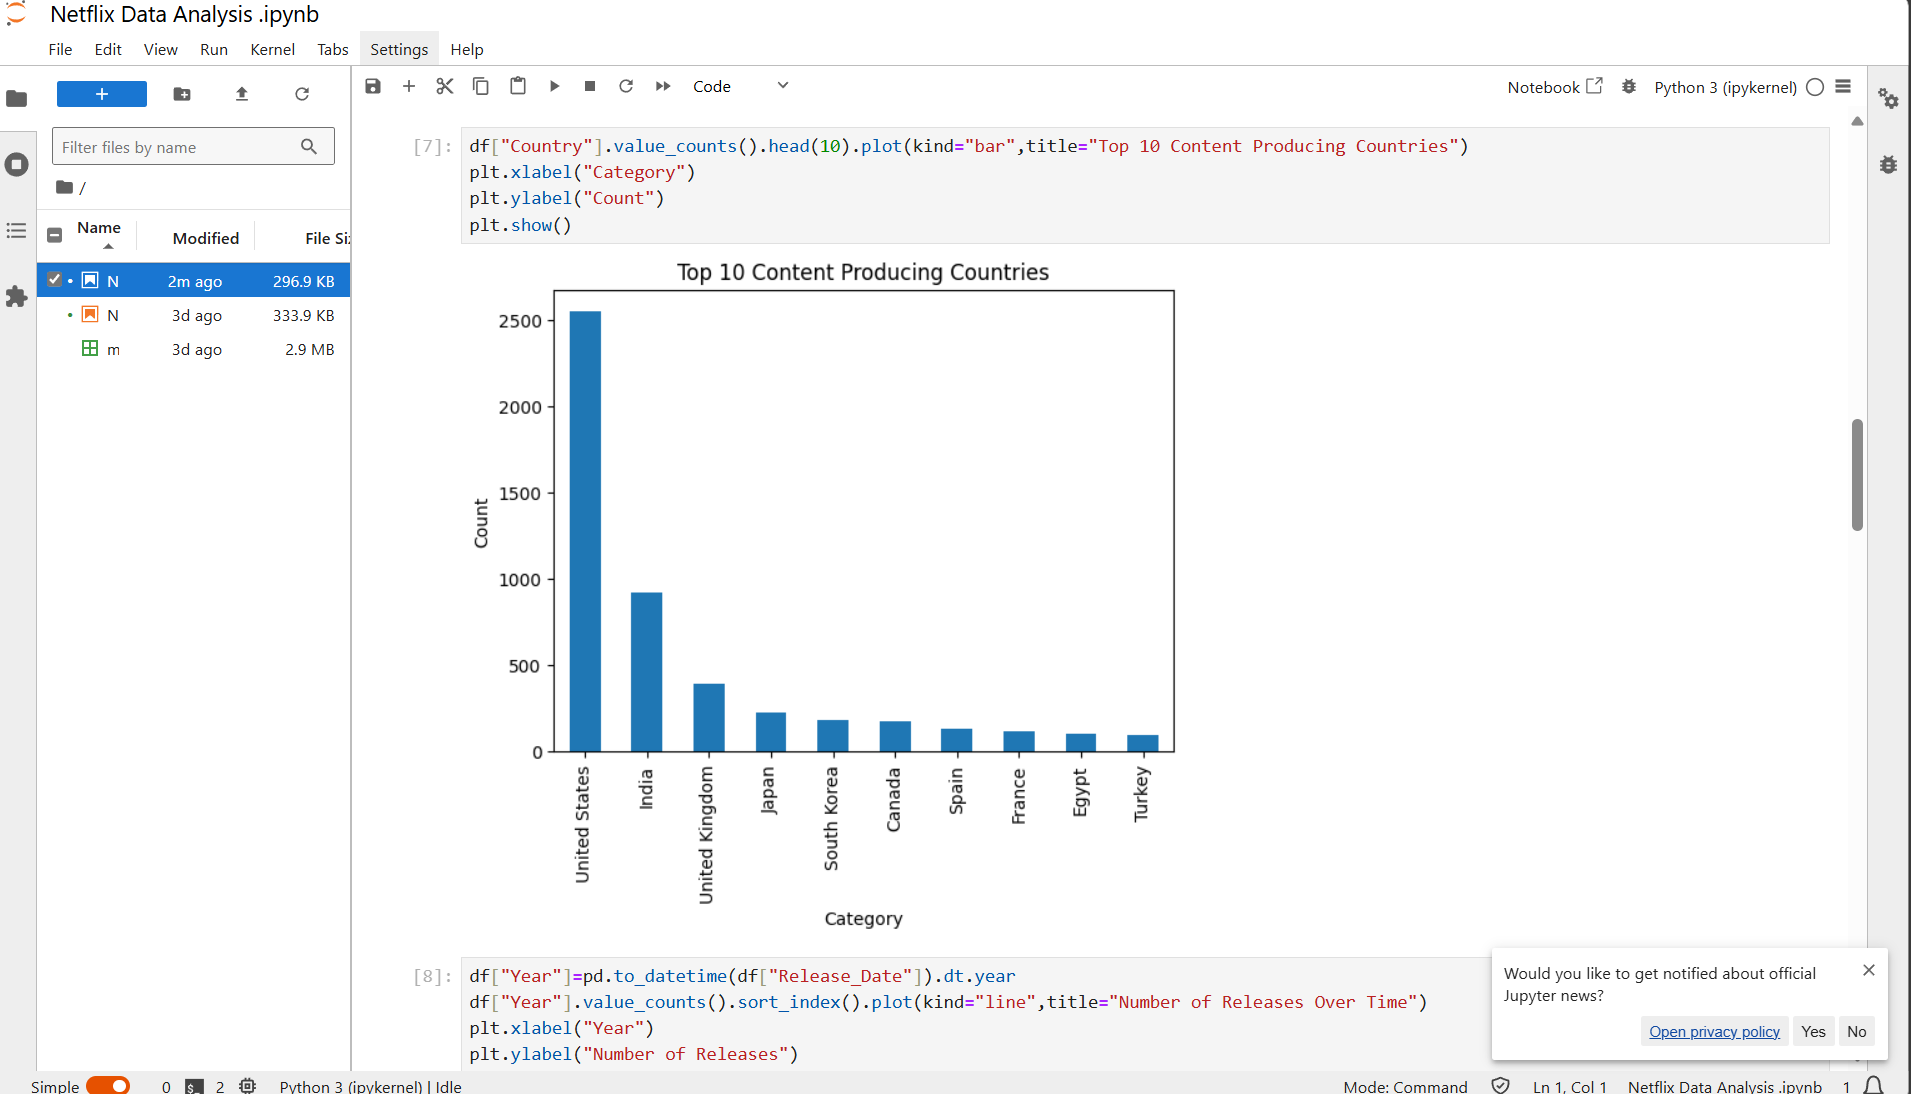 Netflix Data Analysis .ipynb
File Edit View Run Kernel Tabs Settings Help
Code
Notebook
Python 3 (ipykernel)
Filter files by name
/
Name Modified File Si
N 2m ago 296.9 KB
N 3d ago 333.9 KB
m 3d ago 2.9 MB
[7]: df["Country"].value_counts().head(10).plot(kind="bar",title="Top 10 Content Producing Countries")
plt.xlabel("Category")
plt.ylabel("Count")
plt.show()
Top 10 Content Producing Countries
2500
2000
1500
1000
500
0
Count
United States
India
United Kingdom
Japan
South Korea
Canada
Spain
France
Egypt
Turkey
Category
[8]: df["Year"]=pd.to_datetime(df["Release_Date"]).dt.year
df["Year"].value_counts().sort_index().plot(kind="line",title="Number of Releases Over Time")
plt.xlabel("Year")
plt.ylabel("Number of Releases")
Would you like to get notified about official
Jupyter news?
Open privacy policy Yes No
Simple 0 $_ 2 Python 3 (ipykernel) | Idle
Mode: Command Ln 1, Col 1 Netflix Data Analysis .ipynb 1